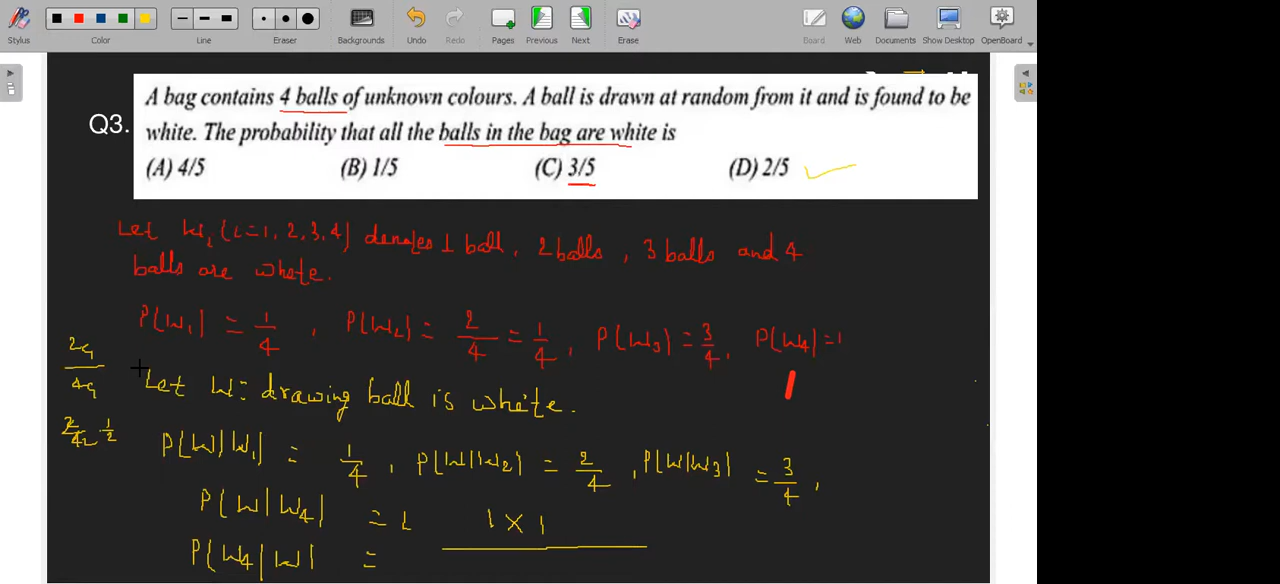 Stylus Color Line Eraser Backgrounds Undo Redo Pages Previous Next Erase Board Web Documents Show Desktop OpenBoard
Q3. A bag contains 4 balls of unknown colours. A ball is drawn at random from it and is found to be
white. The probability that all the balls in the bag are white is
(A) 4/5 (B) 1/5 (C) 3/5 (D) 2/5
Let Wi (i=1, 2, 3, 4) denotes 1 ball, 2 balls, 3 balls and 4
balls are white.
P(W1) = 1/4, P(W2) = 2/4 = 1/4, P(W3) = 3/4, P(W4) = 1
Let W: drawing ball is white.
P(W|W1) = 1/4, P(W|W2) = 2/4, P(W|W3) = 3/4,
P(W|W4) = 1 1 × 1
P(W4|W) =